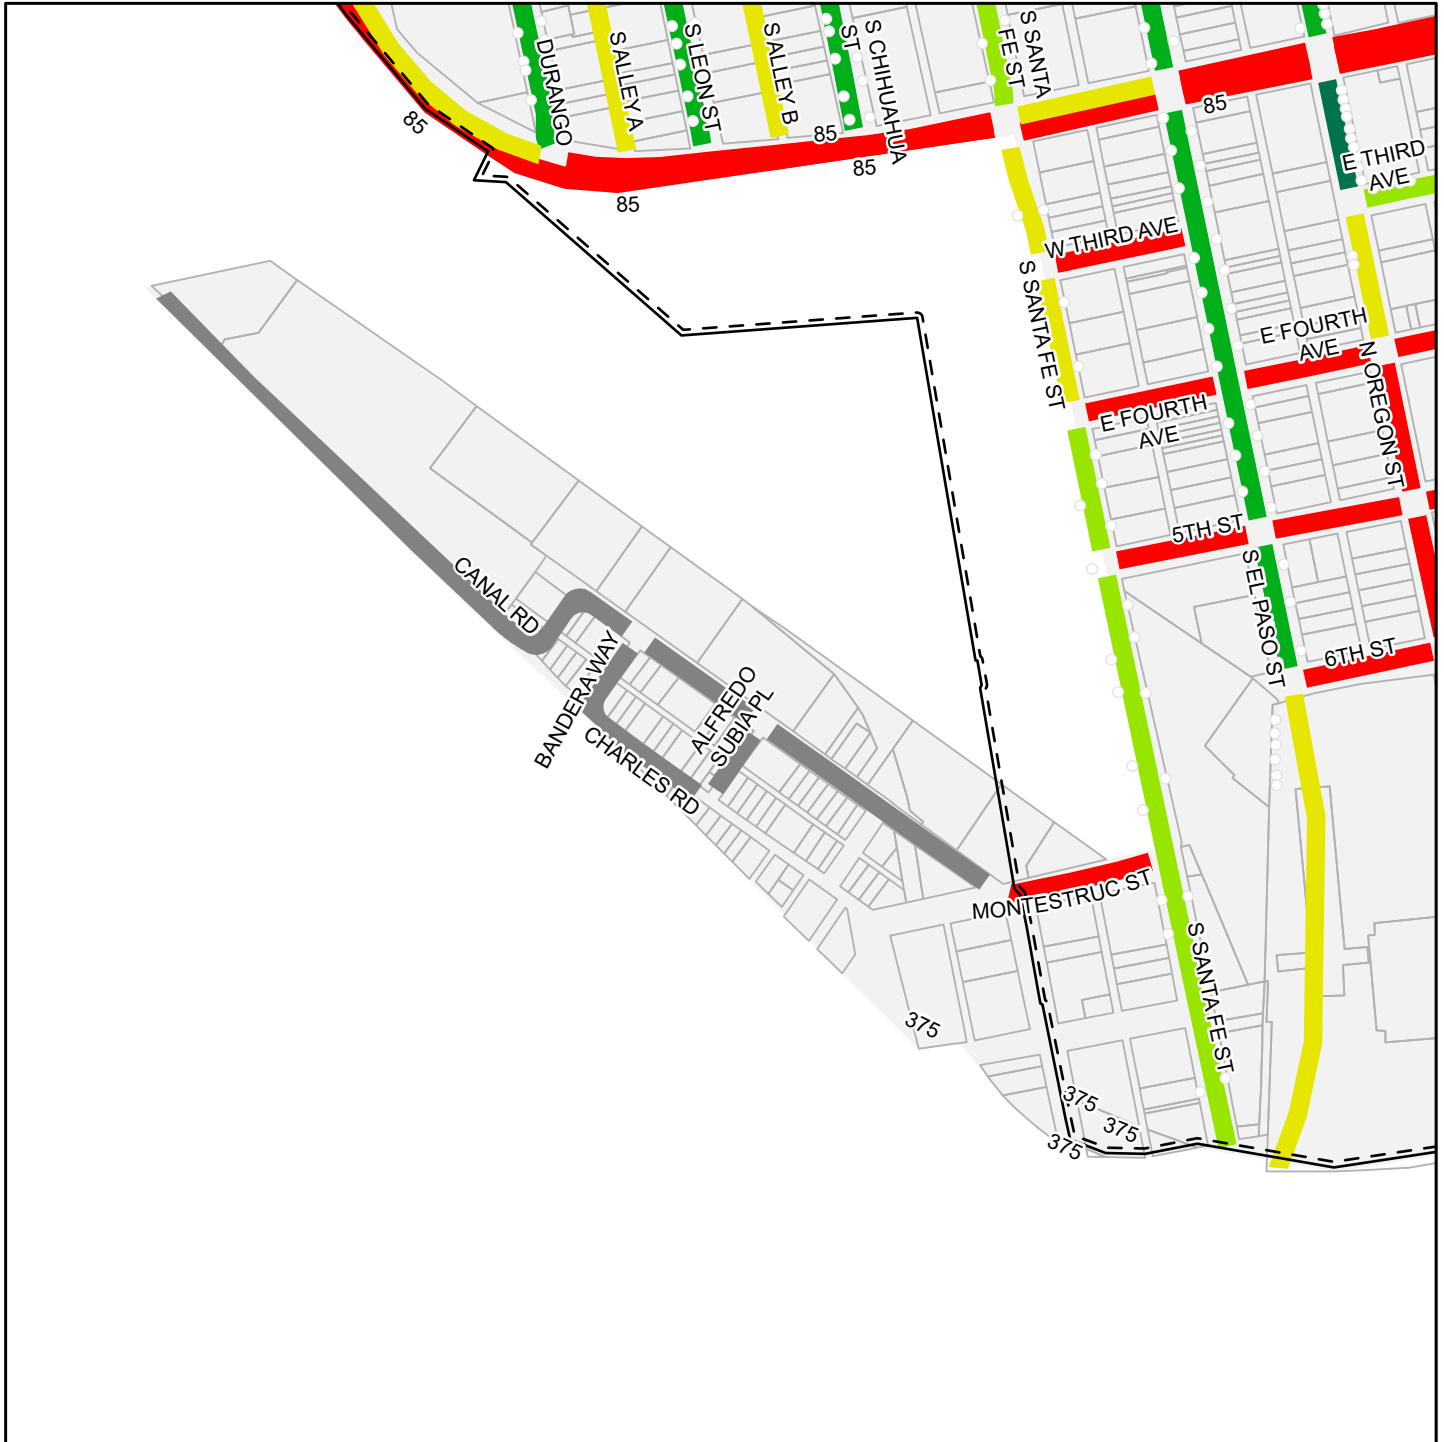 DURANGO
S ALLEY A
S LEON ST
S ALLEY B
S CHIHUAHUA
ST
S SANTA
FE ST
85
85
85
85
85
E THIRD
AVE
W THIRD AVE
S SANTA FE ST
E FOURTH
AVE
N OREGON ST
E FOURTH
AVE
5TH ST
S EL PASO ST
6TH ST
CANAL RD
BANDERA WAY
ALFREDO
SUBIA PL
CHARLES RD
MONTESTRUC ST
S SANTA FE ST
375
375
375
375